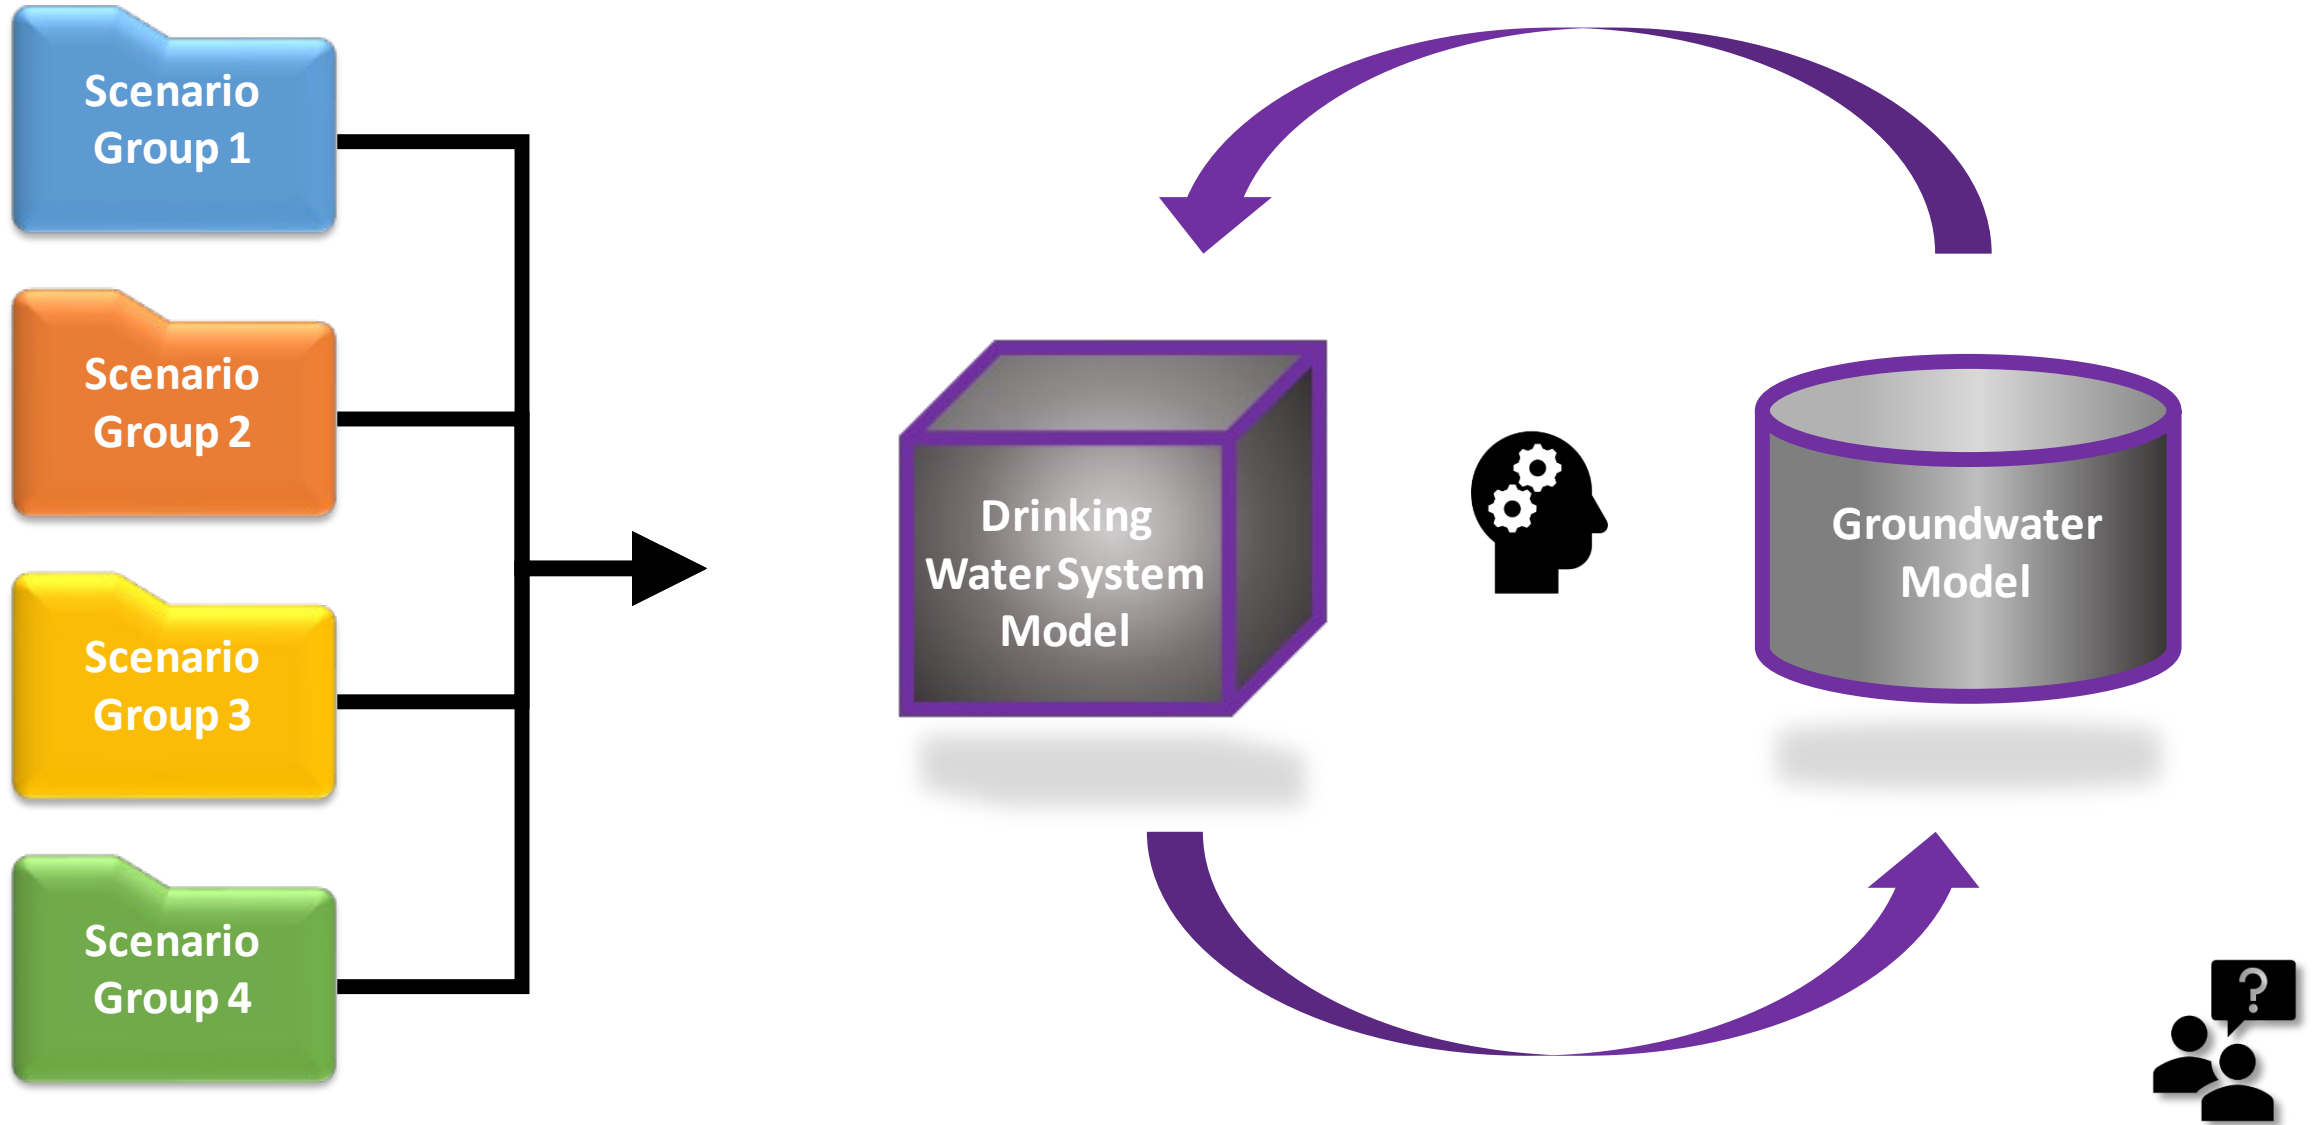 Scenario
Group 1
Scenario
Group 2
Scenario
Group 3
Scenario
Group 4
Drinking
Water System
Model
Groundwater
Model
?